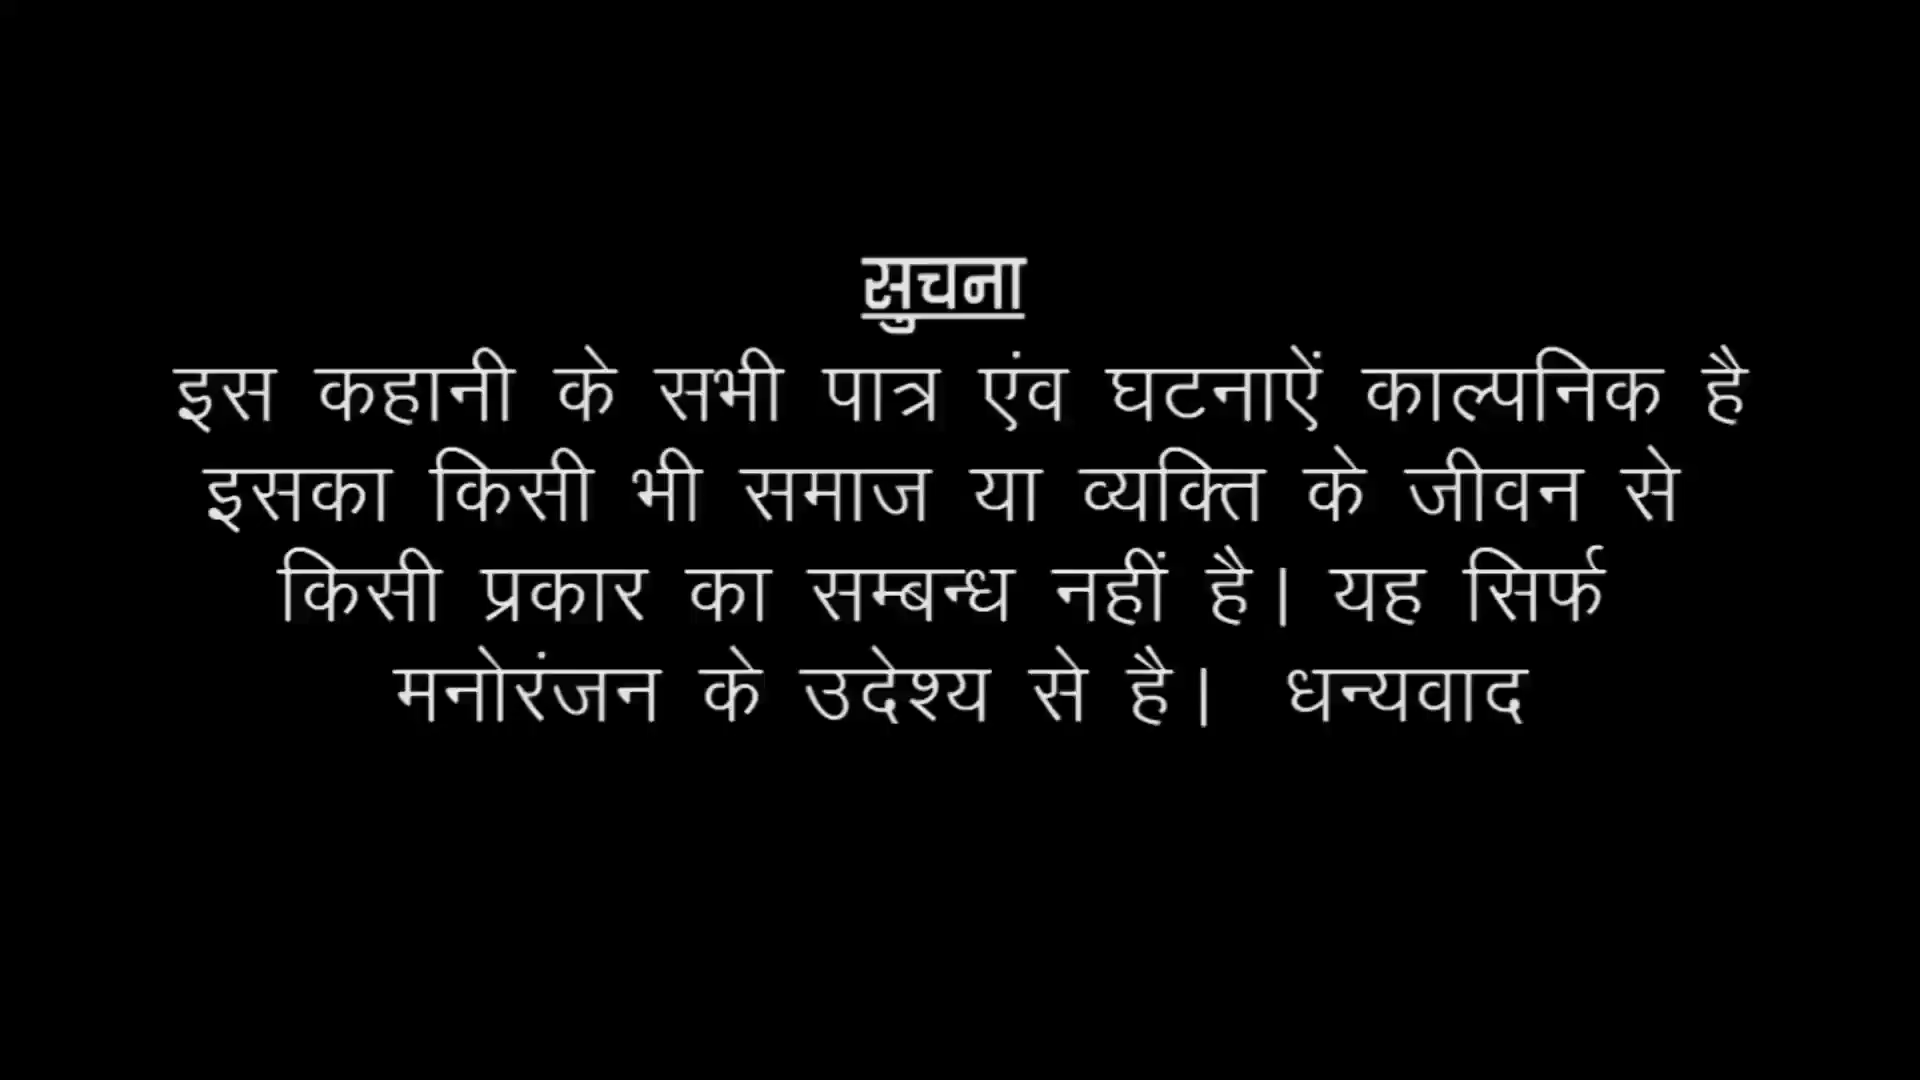 सुचना
इस कहानी के सभी पात्र एंव घटनाऐं काल्पनिक है
इसका किसी भी समाज या व्यक्ति के जीवन से
किसी प्रकार का सम्बन्ध नहीं है। यह सिर्फ
मनोरंजन के उदेश्य से है। धन्यवाद